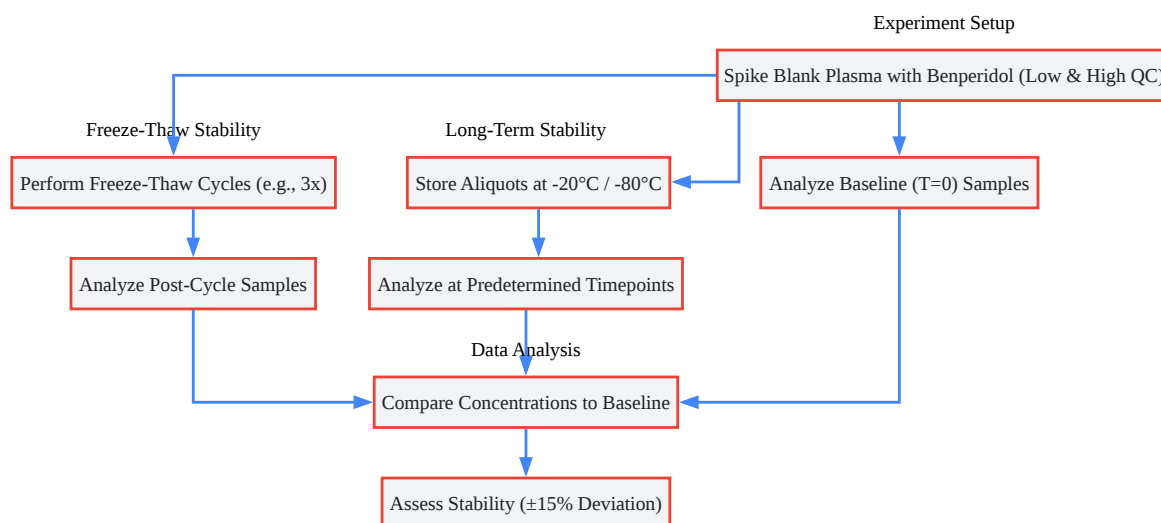 Experiment Setup
Spike Blank Plasma with Benperidol (Low & High QC)
Freeze-Thaw Stability
Long-Term Stability
Perform Freeze-Thaw Cycles (e.g., 3x)
Store Aliquots at -20°C / -80°C
Analyze Baseline (T=0) Samples
Analyze Post-Cycle Samples
Analyze at Predetermined Timepoints
Data Analysis
Compare Concentrations to Baseline
Assess Stability (±15% Deviation)